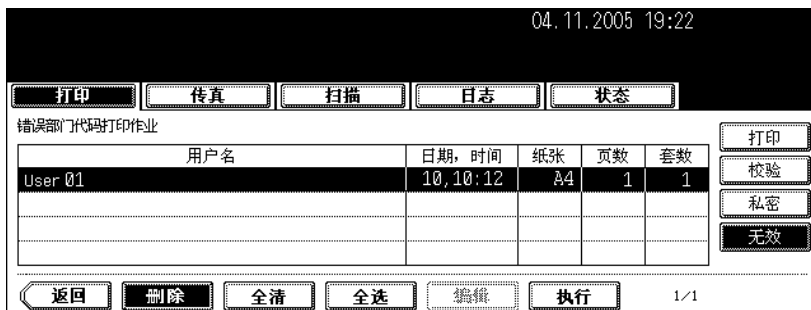 04.11.2005 19:22
打印 传真 扫描 日志 状态
错误部门代码打印作业
打印
用户名 日期，时间 纸张 页数 套数
校验
User 01 10,10:12 A4 1 1
私密
无效
返回 删除 全清 全选 编辑 执行 1/1